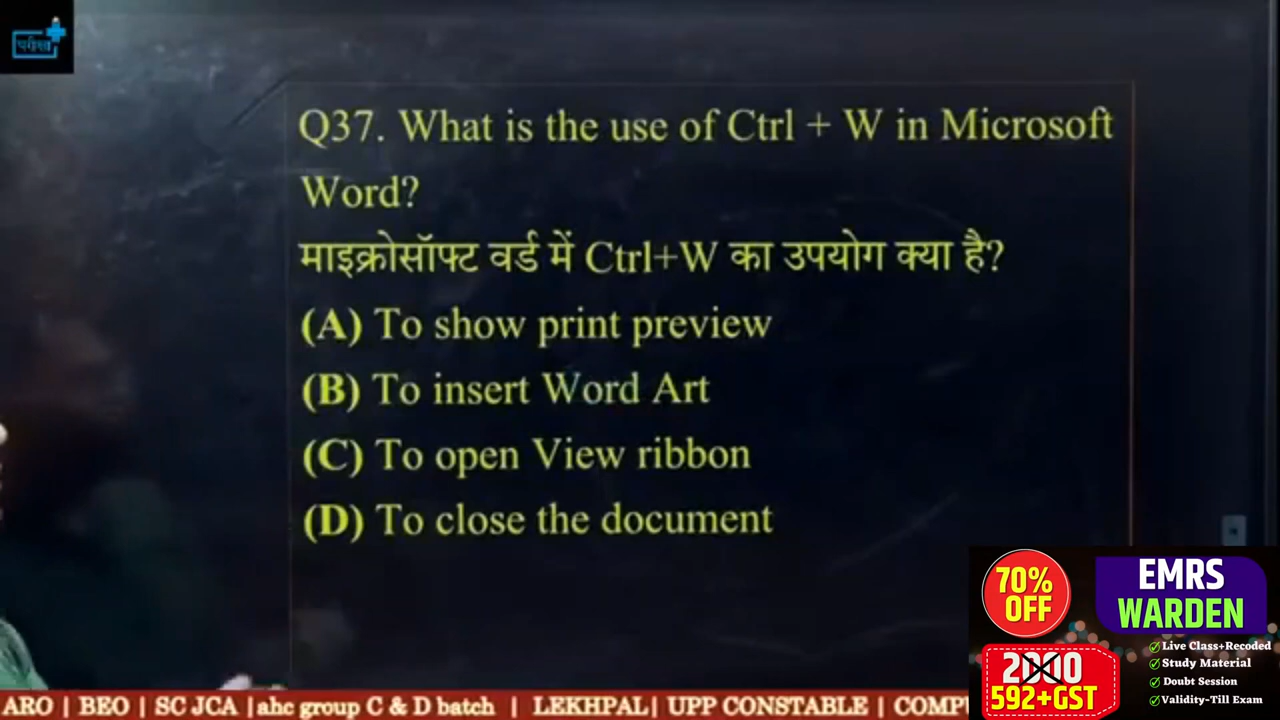 परीक्षा
Q37. What is the use of Ctrl + W in Microsoft
Word?
माइक्रोसॉफ्ट वर्ड में Ctrl+W का उपयोग क्या है?
(A) To show print preview
(B) To insert Word Art
(C) To open View ribbon
(D) To close the document
70%
OFF
EMRS
WARDEN
2000
592+GST
Live Class+Recoded
Study Material
Doubt Session
Validity-Till Exam
ARO | BEO | SC JCA | ahc group C & D batch | LEKHPAL| UPP CONSTABLE | COMPU